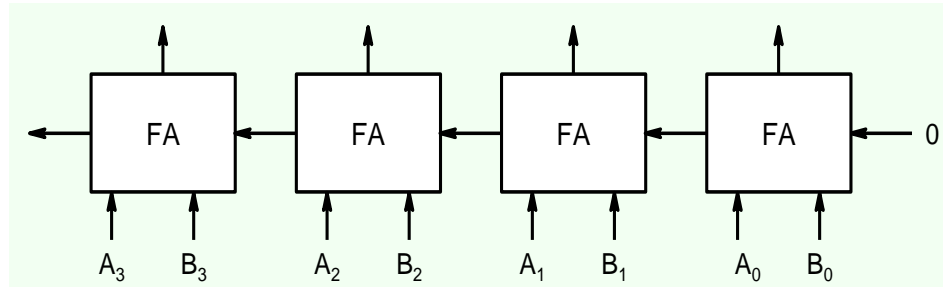 FA FA FA FA 0
A₃ B₃ A₂ B₂ A₁ B₁ A₀ B₀